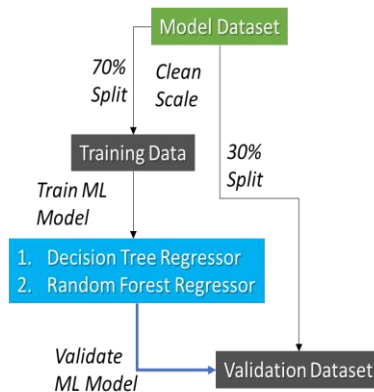 Model Dataset
70%
Split
Clean
Scale
Training Data
30%
Split
Train ML
Model
1. Decision Tree Regressor
2. Random Forest Regressor
Validate
ML Model
Validation Dataset